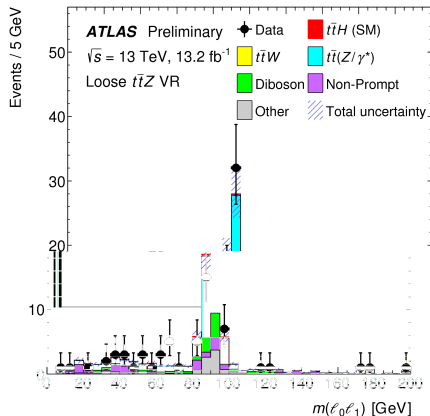 ATLAS Preliminary
√s = 13 TeV, 13.2 fb⁻¹
Loose tt̄Z VR
Data
tt̄H (SM)
tt̄W
tt̄(Z/γ*)
Diboson
Non-Prompt
Other
Total uncertainty
Events / 5 GeV
50
40
30
20
10
0 20 40 60 80 100 120 140 160 180 200
m(ℓ₀ℓ₁) [GeV]